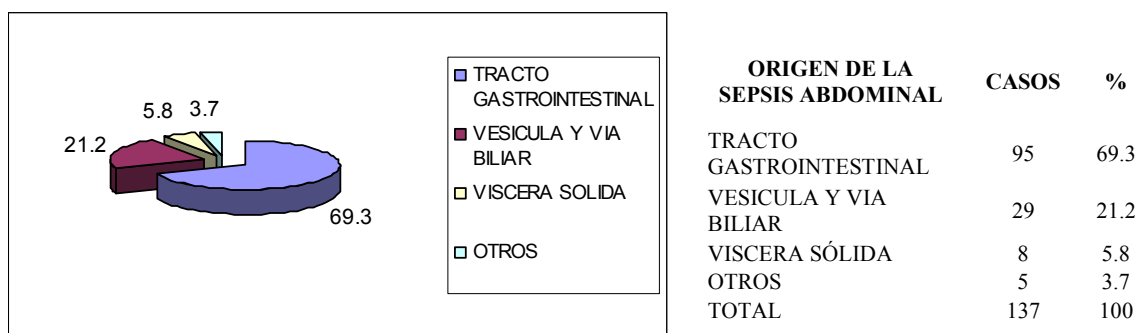 5.8
3.7
21.2
69.3
TRACTO
GASTROINTESTINAL
VESICULA Y VIA
BILIAR
VISCERA SOLIDA
OTROS
ORIGEN DE LA
SEPSIS ABDOMINAL
CASOS
%
TRACTO
GASTROINTESTINAL
95
69.3
VESICULA Y VIA
BILIAR
29
21.2
VISCERA SÓLIDA 8 5.8
OTROS 5 3.7
TOTAL 137 100